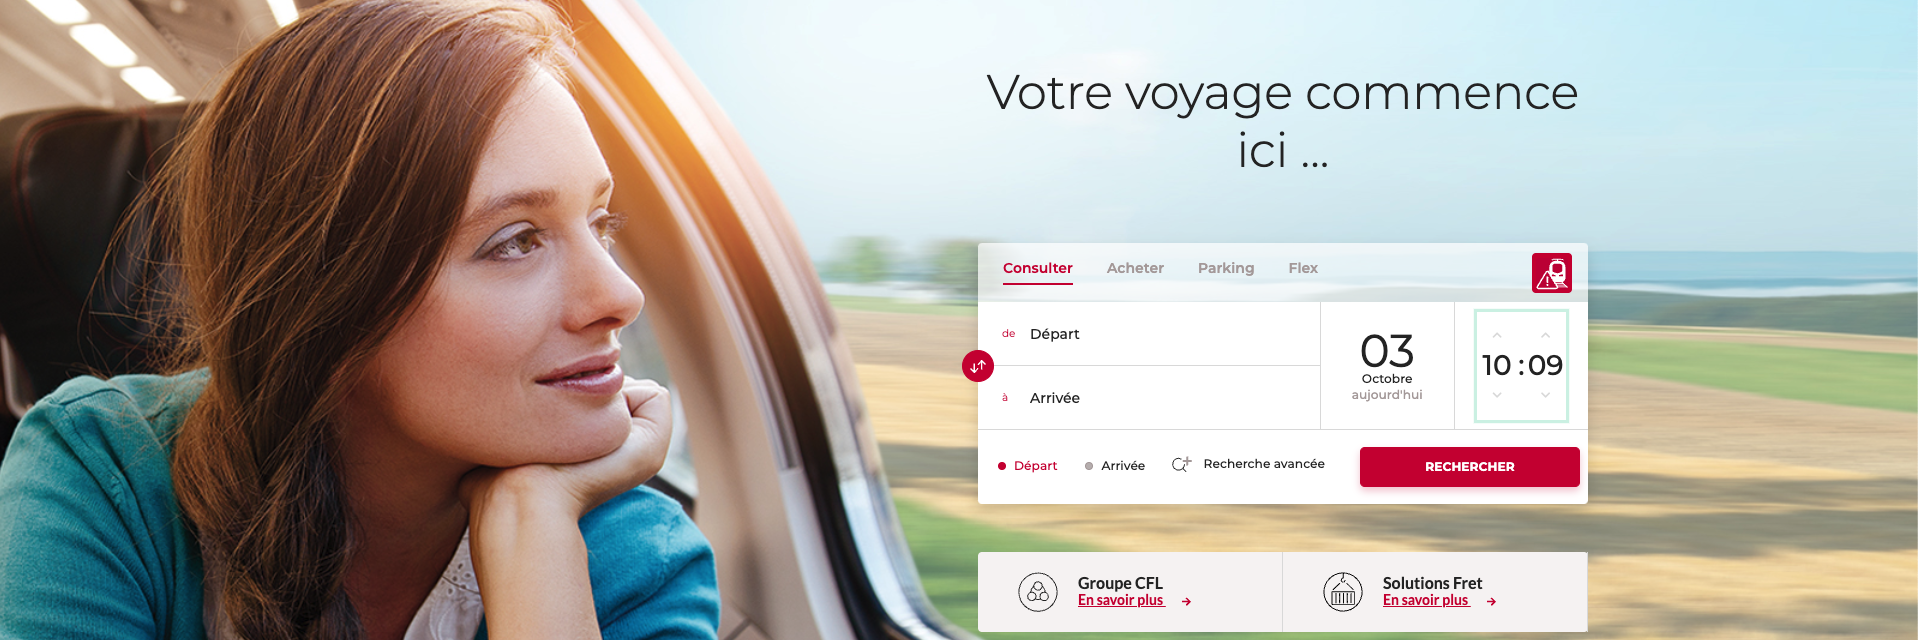 Votre voyage commence
ici ...
Consulter Acheter Parking Flex
de Départ
à Arrivée
03
Octobre
aujourd'hui
10 : 09
Départ Arrivée Recherche avancée RECHERCHER
Groupe CFL
En savoir plus →
Solutions Fret
En savoir plus →